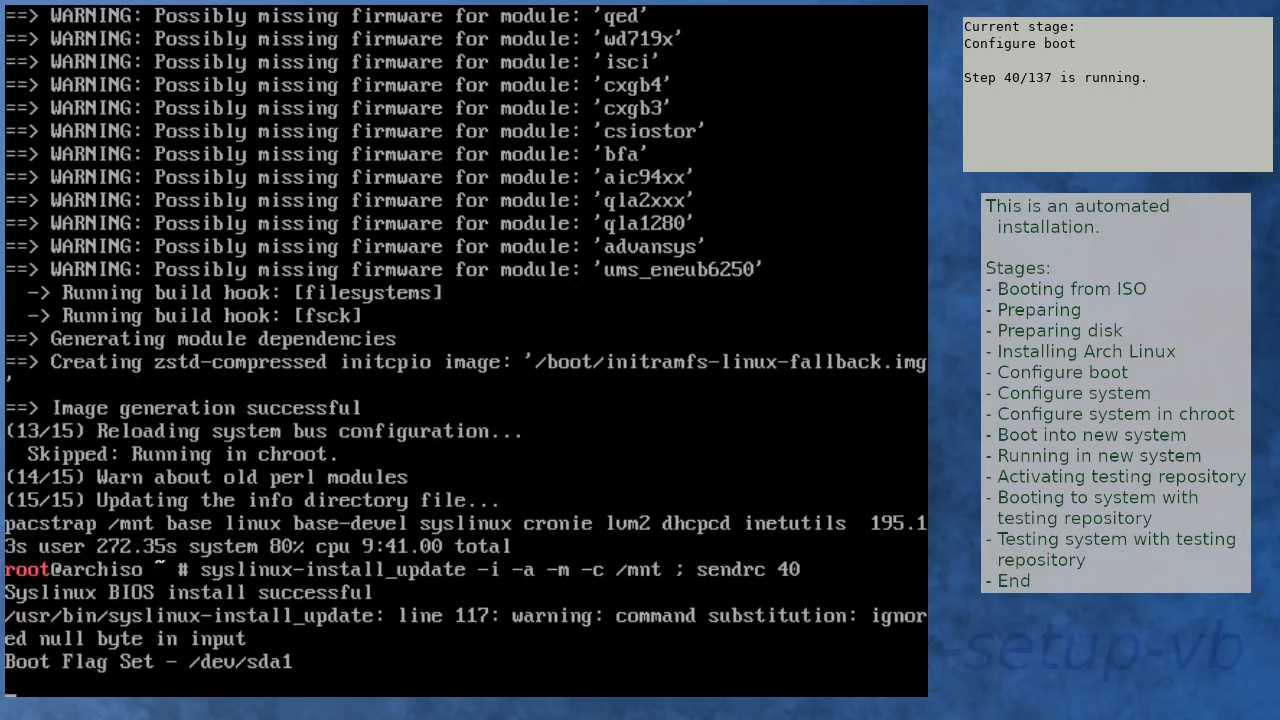 ==> WARNING: Possibly missing firmware for module: 'qed'
==> WARNING: Possibly missing firmware for module: 'wd719x'
==> WARNING: Possibly missing firmware for module: 'isci'
==> WARNING: Possibly missing firmware for module: 'cxgb4'
==> WARNING: Possibly missing firmware for module: 'cxgb3'
==> WARNING: Possibly missing firmware for module: 'csiostor'
==> WARNING: Possibly missing firmware for module: 'bfa'
==> WARNING: Possibly missing firmware for module: 'aic94xx'
==> WARNING: Possibly missing firmware for module: 'qla2xxx'
==> WARNING: Possibly missing firmware for module: 'qla1280'
==> WARNING: Possibly missing firmware for module: 'advansys'
==> WARNING: Possibly missing firmware for module: 'ums_eneub6250'
  -> Running build hook: [filesystems]
  -> Running build hook: [fsck]
==> Generating module dependencies
==> Creating zstd-compressed initcpio image: '/boot/initramfs-linux-fallback.img
'
==> Image generation successful
(13/15) Reloading system bus configuration...
  Skipped: Running in chroot.
(14/15) Warn about old perl modules
(15/15) Updating the info directory file...
pacstrap /mnt base linux base-devel syslinux cronie lvm2 dhcpcd inetutils  195.1
3s user 272.35s system 80% cpu 9:41.00 total
root@archiso ~ # syslinux-install_update -i -a -m -c /mnt ; sendrc 40
Syslinux BIOS install successful
/usr/bin/syslinux-install_update: line 117: warning: command substitution: ignor
ed null byte in input
Boot Flag Set - /dev/sda1
_
Current stage:
Configure boot
Step 40/137 is running.
This is an automated
installation.
Stages:
- Booting from ISO
- Preparing
- Preparing disk
- Installing Arch Linux
- Configure boot
- Configure system
- Configure system in chroot
- Boot into new system
- Running in new system
- Activating testing repository
- Booting to system with
testing repository
- Testing system with testing
repository
- End
-setup-vb